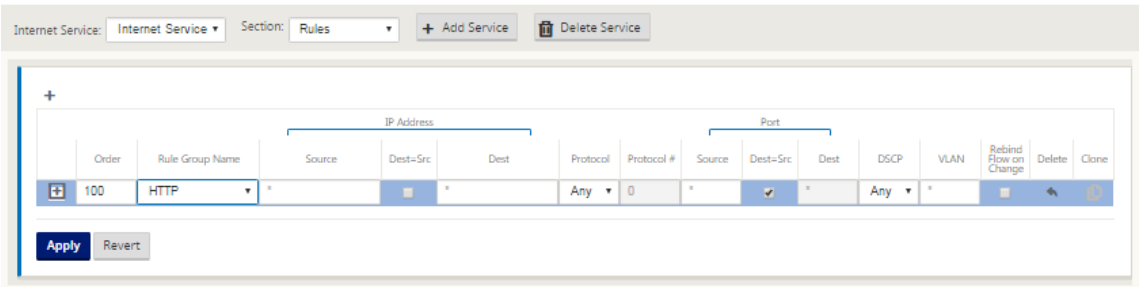 Internet Service: Internet Service Section: Rules + Add Service Delete Service
+
IP Address Port
Order Rule Group Name Source Dest=Src Dest Protocol Protocol # Source Dest=Src Dest DSCP VLAN Rebind Flow on Change Delete Clone
100 HTTP * * Any 0 * * Any *
Apply Revert